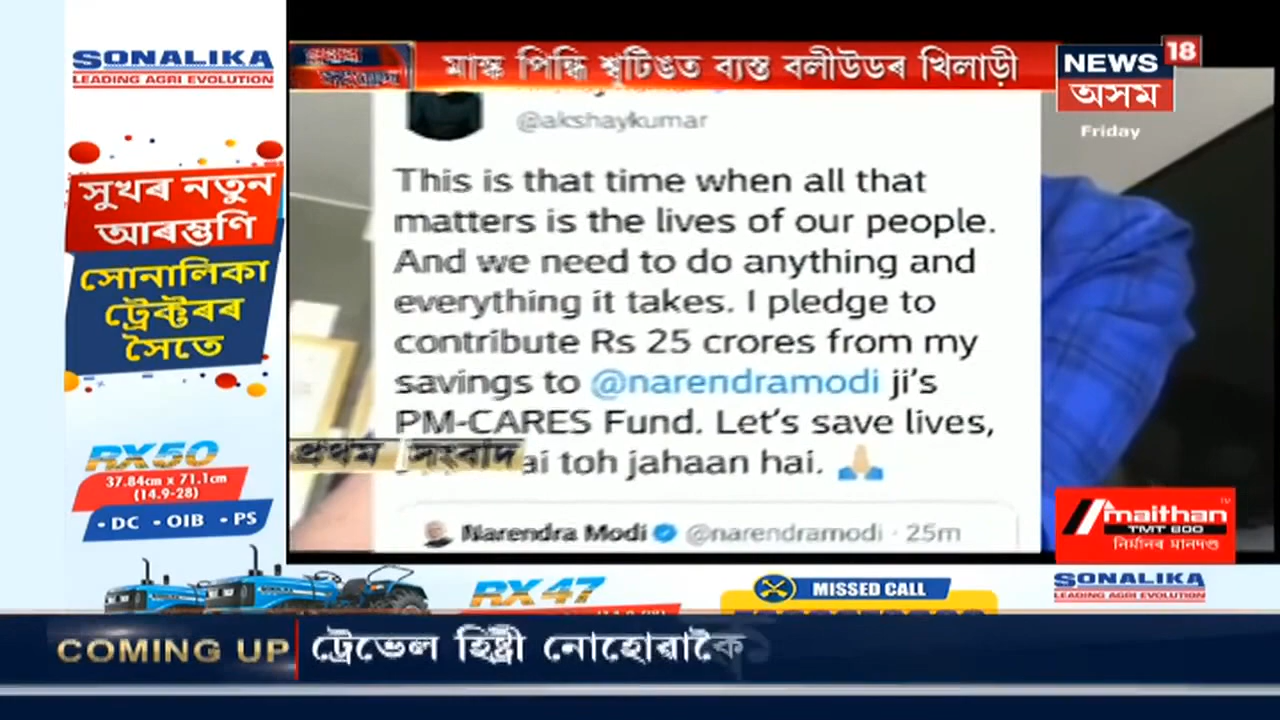 SONALIKA
LEADING AGRI EVOLUTION
সুখৰ নতুন
আৰম্ভণি
সোনালিকা
ট্ৰেক্টৰৰ
সৈতে
RX50
37.84cm x 71.1cm
(14.9-28)
• DC • OIB • PS
মাস্ক পিন্ধি শ্বুটিঙত ব্যস্ত বলীউডৰ খিলাড়ী
NEWS 18
অসম
Friday
@akshaykumar
This is that time when all that
matters is the lives of our people.
And we need to do anything and
everything it takes. I pledge to
contribute Rs 25 crores from my
savings to @narendramodi ji's
PM-CARES Fund. Let's save lives,
ai toh jahaan hai. 🙏
প্ৰথম সংবাদ
Narendra Modi @narendramodi · 25m
maithan
TMT 600
নিৰ্মানৰ মানদণ্ড
RX47
MISSED CALL
SONALIKA
LEADING AGRI EVOLUTION
COMING UP
ট্ৰেভেল হিষ্ট্ৰী নোহোৱাকৈ